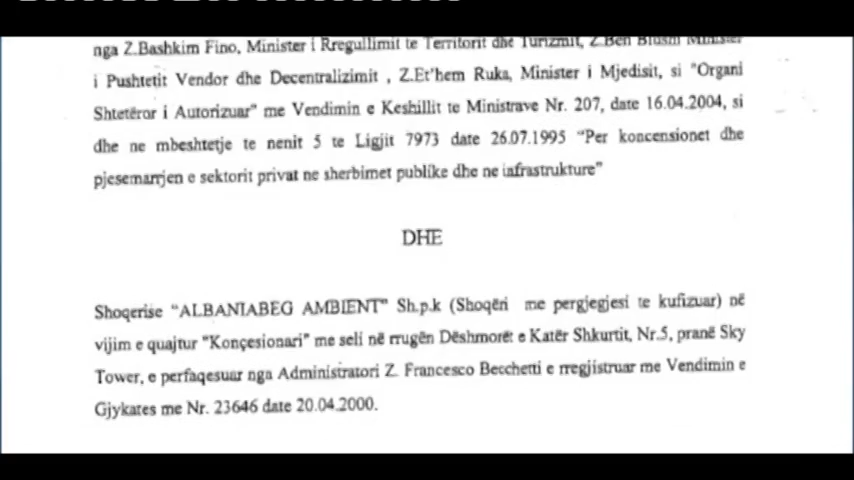 nga Z.Bashkim Fino, Minister i Rregullimit te Territorit dhe Turizmit, Z.Ben Blushi Minister
i Pushtetit Vendor dhe Decentralizimit , Z.Et'hem Ruka, Minister i Mjedisit, si "Organi
Shtetëror i Autorizuar" me Vendimin e Keshillit te Ministrave Nr. 207, date 16.04.2004, si
dhe ne mbeshtetje te nenit 5 te Ligjit 7973 date 26.07.1995 "Per koncensionet dhe
pjesemarrjen e sektorit privat ne sherbimet publike dhe ne infrastrukture"
DHE
Shoqerise "ALBANIABEG AMBIENT" Sh.p.k (Shoqëri me pergjegjesi te kufizuar) në
vijim e quajtur "Konçesionari" me seli në rrugën Dëshmorët e Katër Shkurtit, Nr.5, pranë Sky
Tower, e perfaqesuar nga Administratori Z. Francesco Becchetti e rregjistruar me Vendimin e
Gjykates me Nr. 23646 date 20.04.2000.